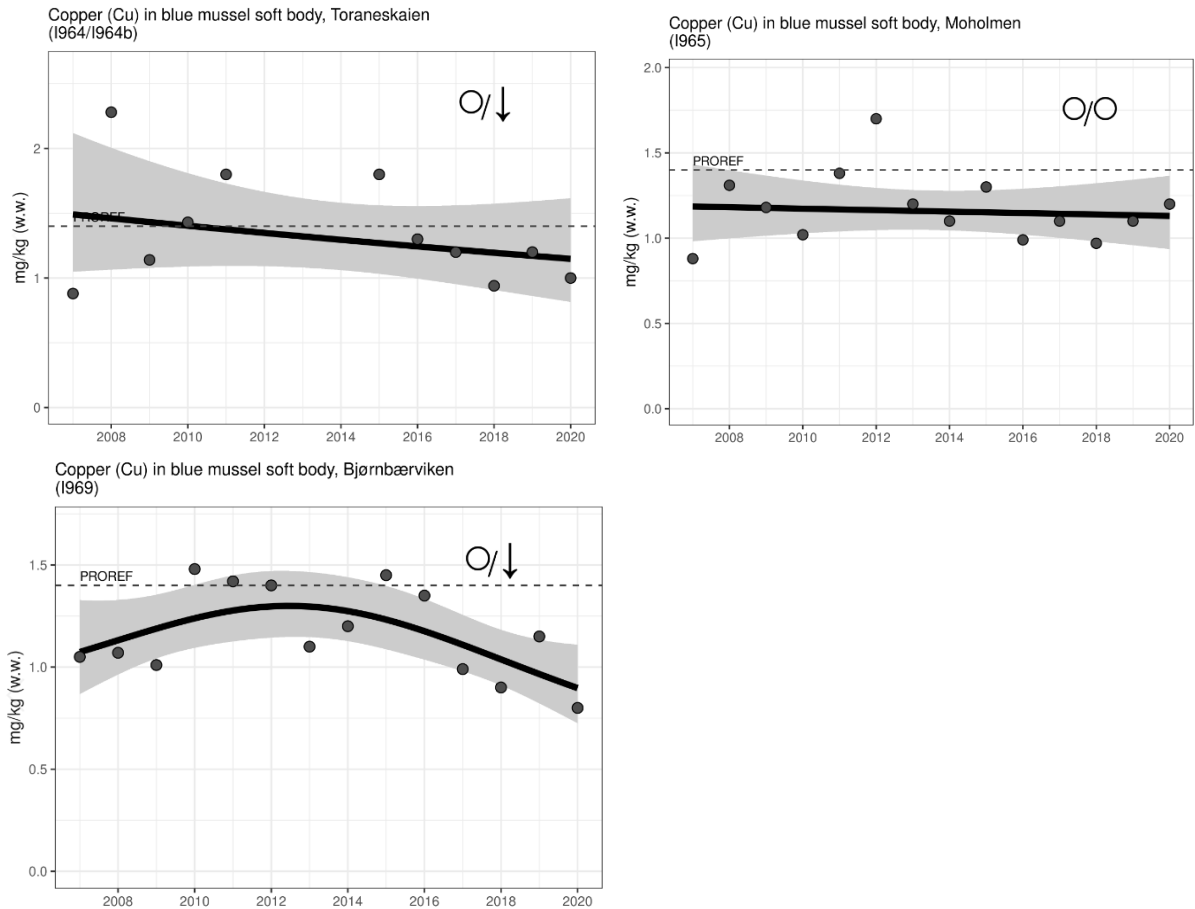 Copper (Cu) in blue mussel soft body, Toraneskaien
(I964/I964b)
mg/kg (w.w.)
2
1
0
PROREF
○/↓
2008 2010 2012 2014 2016 2018 2020
Copper (Cu) in blue mussel soft body, Moholmen
(I965)
mg/kg (w.w.)
2.0
1.5
1.0
0.5
0.0
PROREF
○/○
2008 2010 2012 2014 2016 2018 2020
Copper (Cu) in blue mussel soft body, Bjørnbærviken
(I969)
mg/kg (w.w.)
1.5
1.0
0.5
0.0
PROREF
○/↓
2008 2010 2012 2014 2016 2018 2020